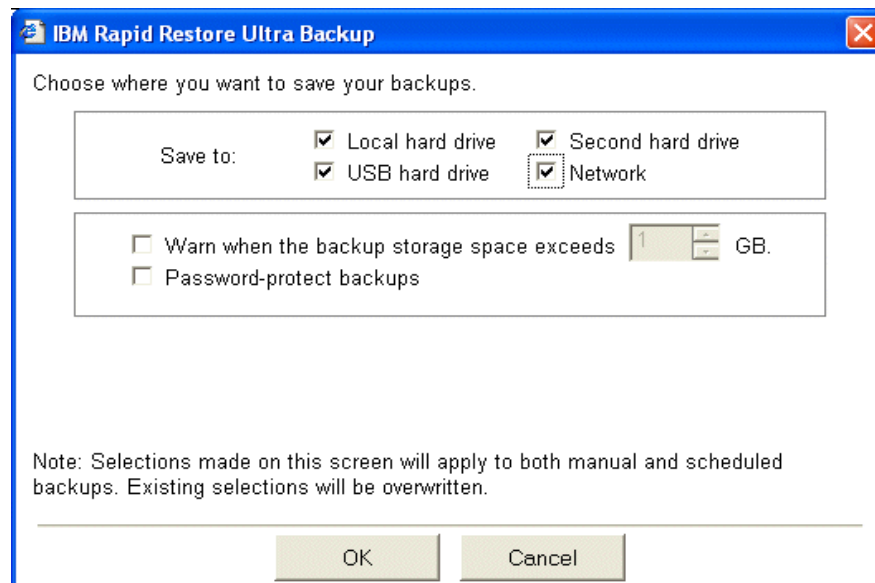 IBM Rapid Restore Ultra Backup
Choose where you want to save your backups.
Save to:
Local hard drive
Second hard drive
USB hard drive
Network
Warn when the backup storage space exceeds 1 GB.
Password-protect backups
Note: Selections made on this screen will apply to both manual and scheduled
backups. Existing selections will be overwritten.
OK
Cancel